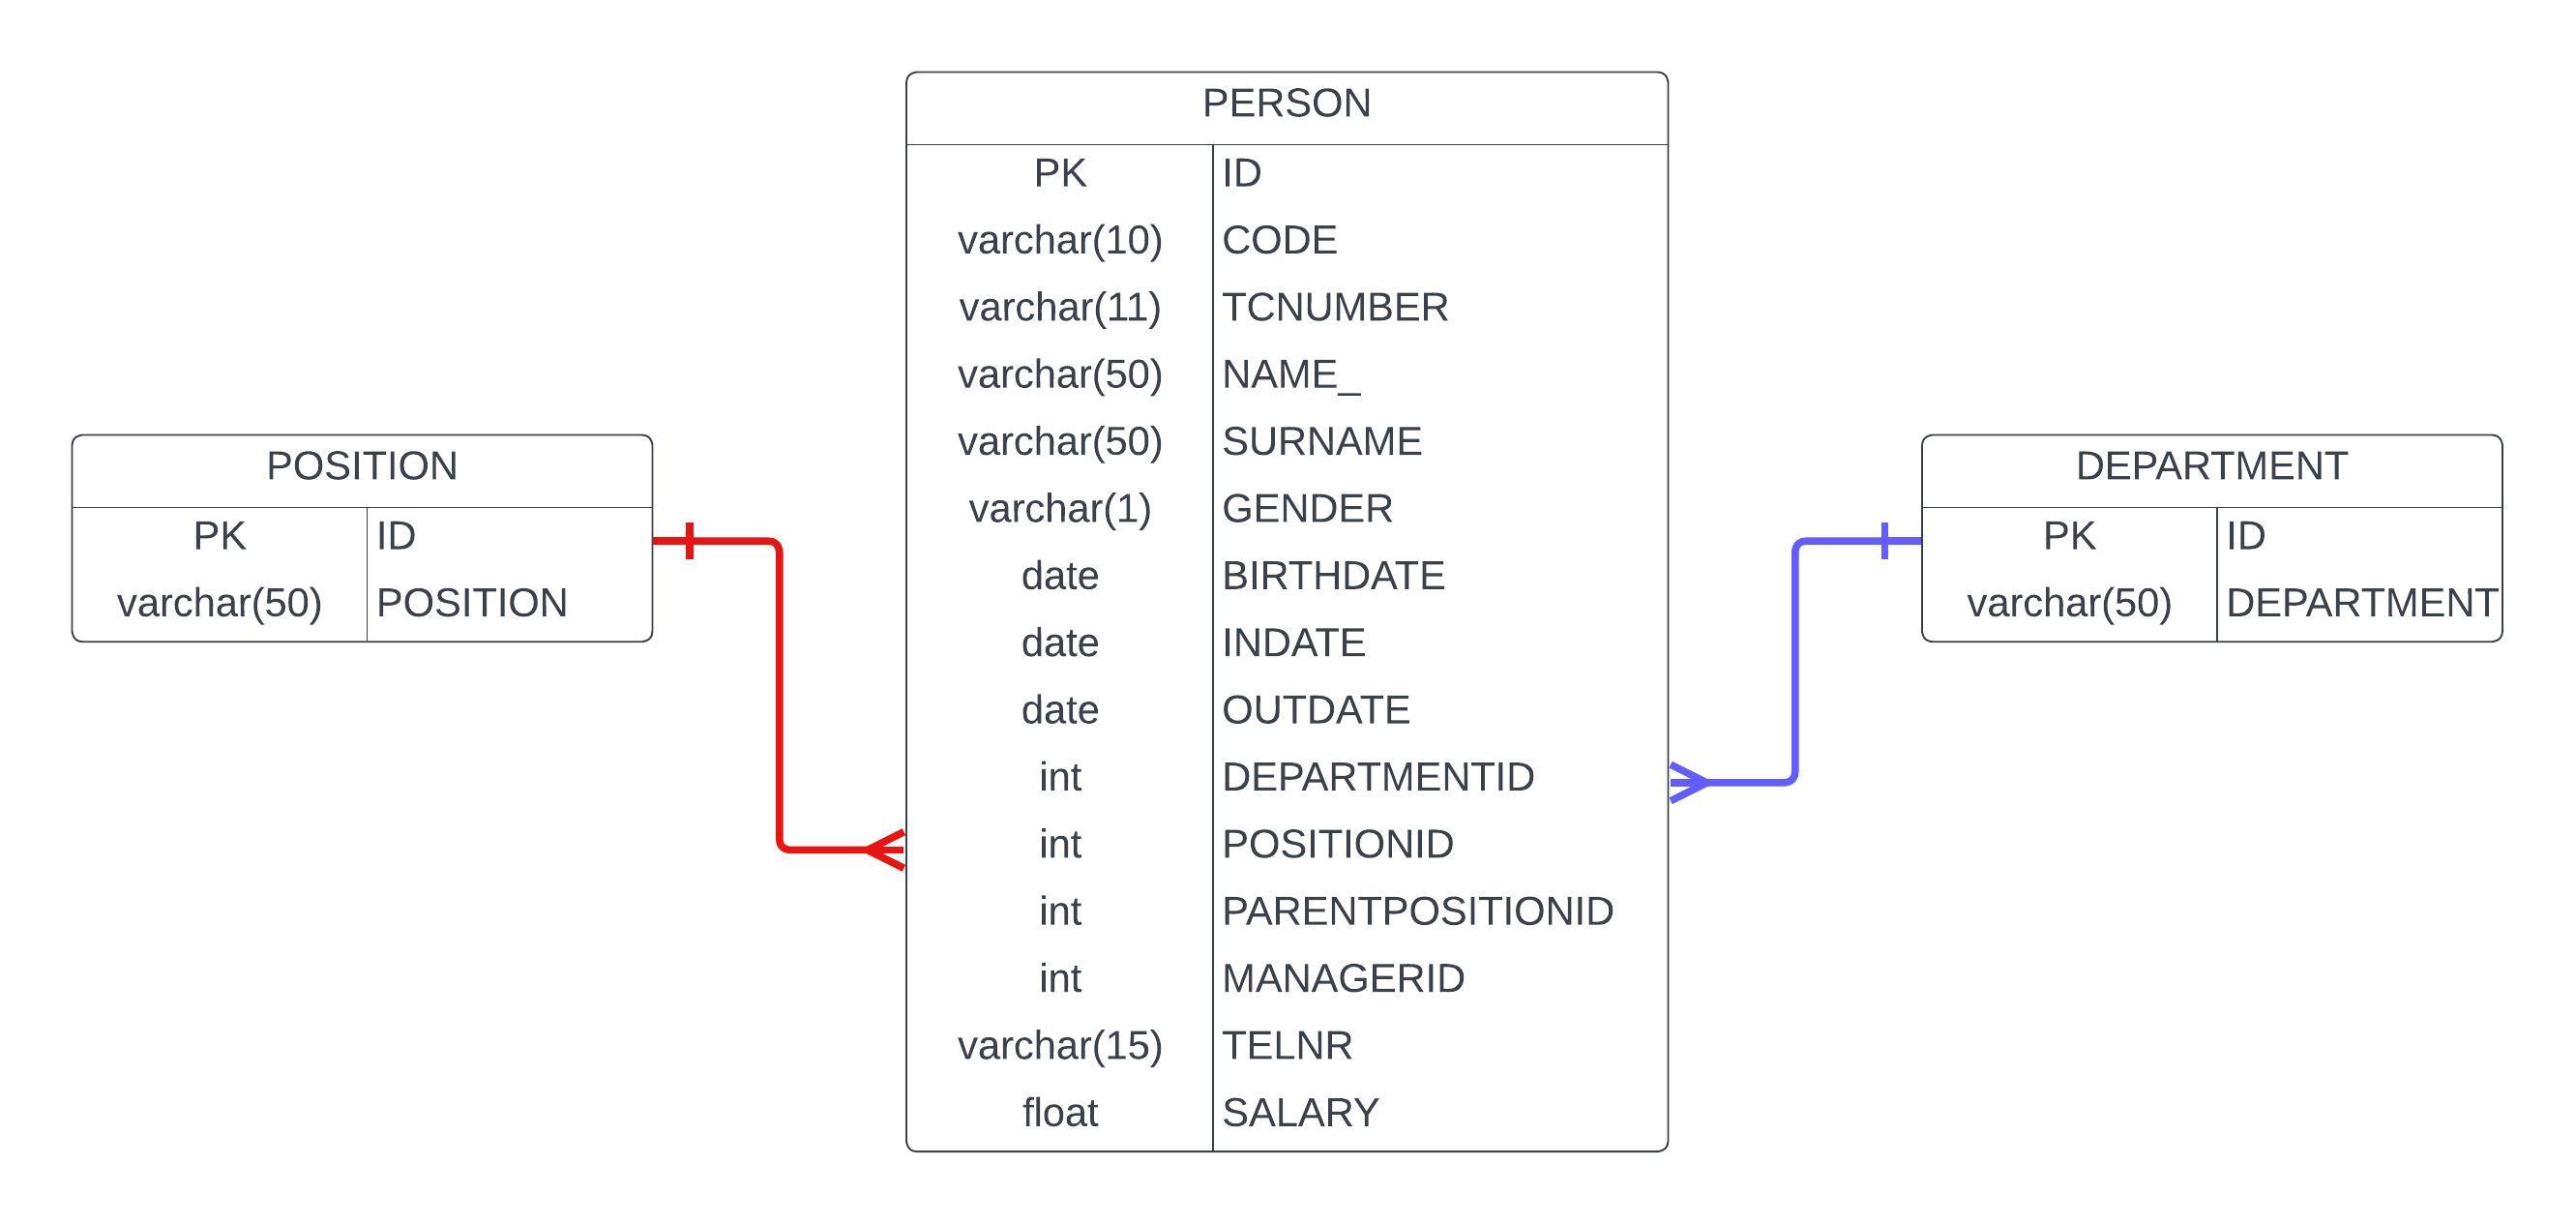 PERSON
PK ID
varchar(10) CODE
varchar(11) TCNUMBER
varchar(50) NAME_
varchar(50) SURNAME
varchar(1) GENDER
date BIRTHDATE
date INDATE
date OUTDATE
int DEPARTMENTID
int POSITIONID
int PARENTPOSITIONID
int MANAGERID
varchar(15) TELNR
float SALARY
POSITION
PK ID
varchar(50) POSITION
DEPARTMENT
PK ID
varchar(50) DEPARTMENT